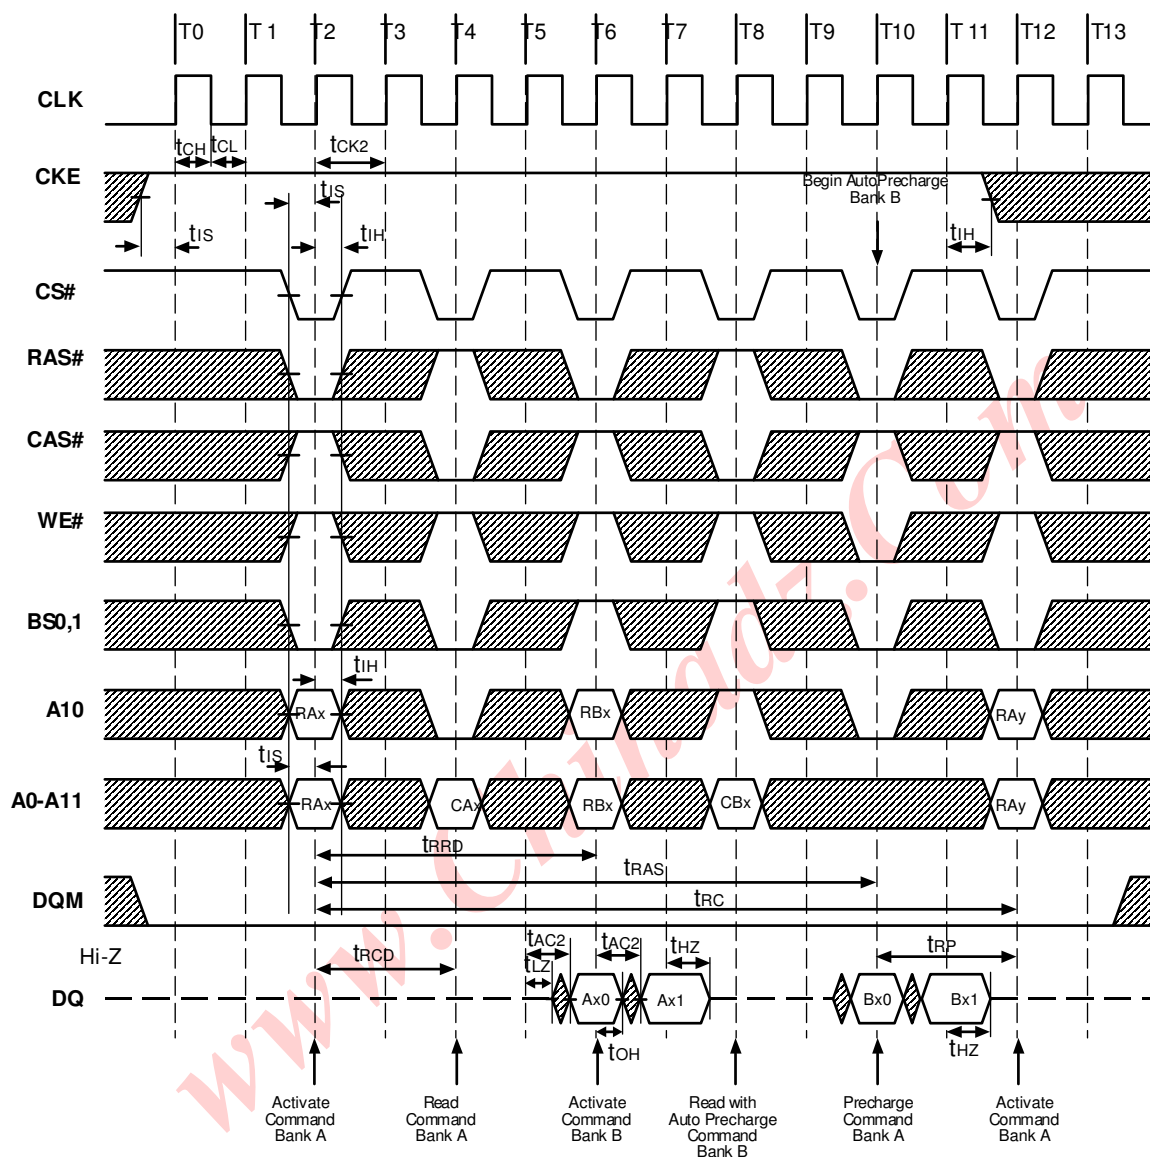 T0 T1 T2 T3 T4 T5 T6 T7 T8 T9 T10 T11 T12 T13
CLK
tCH tCL tCK2
CKE
tIS
Begin AutoPrecharge
Bank B
tIS tIH tIH
CS#
RAS#
CAS#
WE#
BS0,1
tIH
A10
RAx RBx RAy
tIS
A0-A11
RAx CAx RBx CBx RAy
tRRD
tRAS
DQM
tRC
Hi-Z
tRCD tAC2 tAC2 tHZ tRP
tLZ
DQ
Ax0 Ax1 Bx0 Bx1
tOH tHZ
Activate
Command
Bank A
Read
Command
Bank A
Activate
Command
Bank B
Read with
Auto Precharge
Command
Bank B
Precharge
Command
Bank A
Activate
Command
Bank A